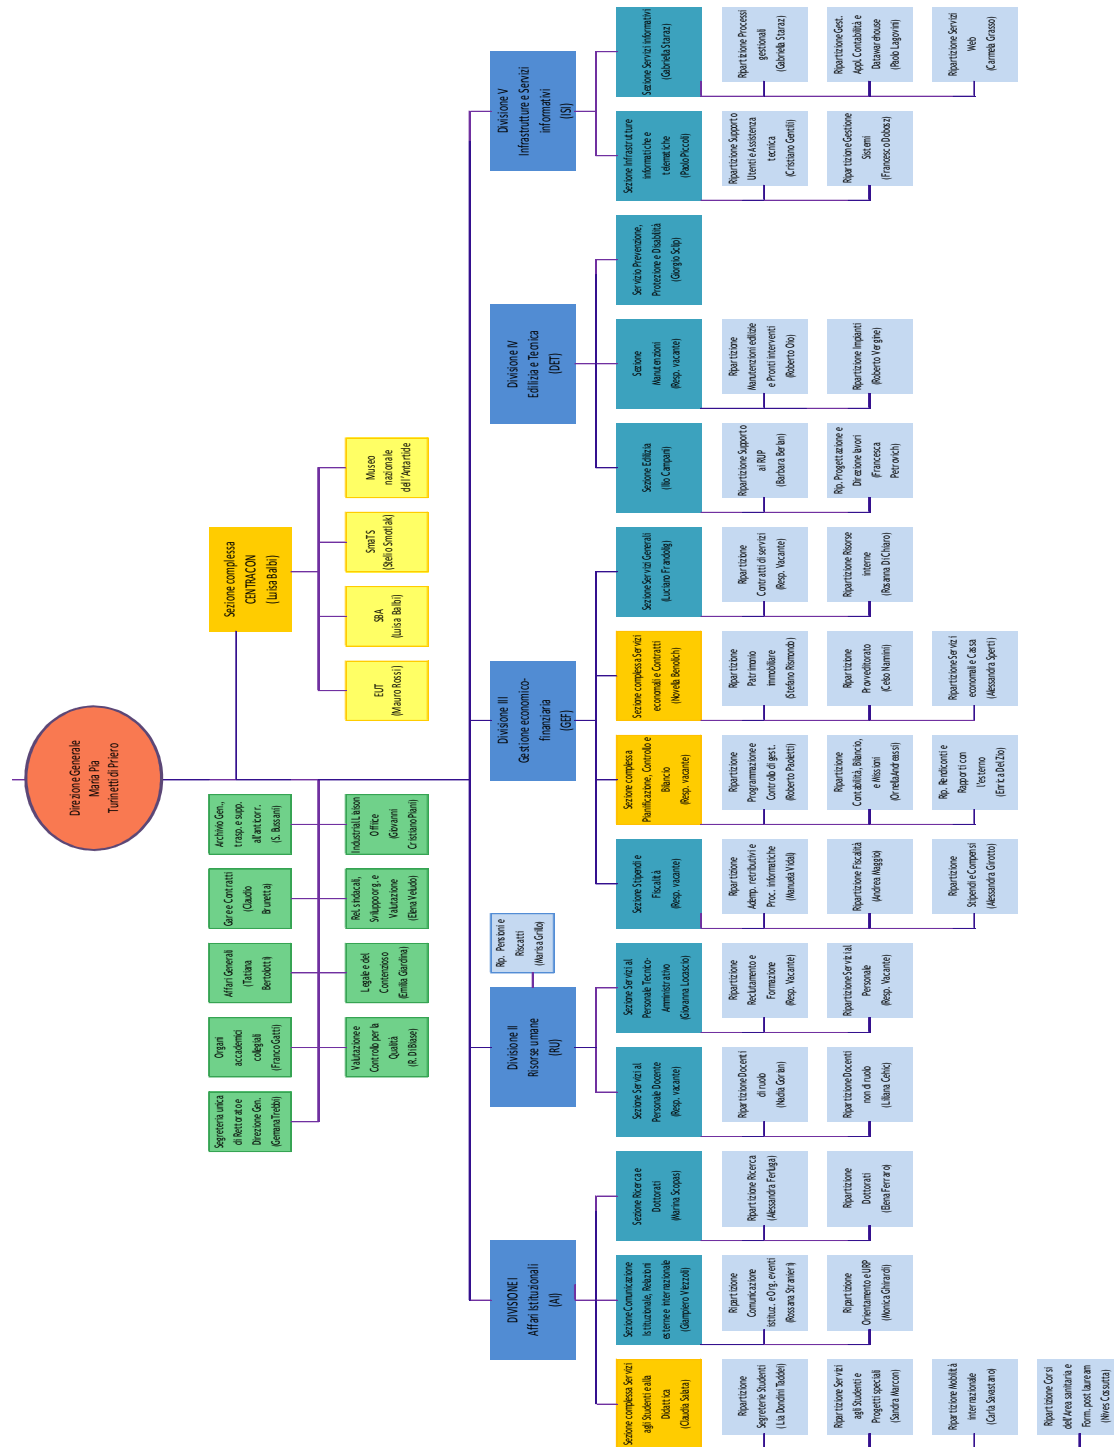 Direzione Generale
Maria Pia
Turinetti di Priero
Sezione complessa
CENTRACON
(Luisa Balbi)
EUT
(Mauro Rossi)
SBA
(Luisa Balbi)
SmaTS
(Stelio Smotlak)
Museo
nazionale
dell'Antartide
Segreteria unica
di Rettorato e
Direzione Gen.
(Gemana Trebbi)
Organi
accademici
collegiali
(Franco Gatti)
Affari Generali
(Tatiana
Bertolotti)
Gare e Contratti
(Claudio
Brunetta)
Archivio Gen.,
trasp. e supp.
all'anticorr.
(S. Bussani)
Valutazione e
Controllo per la
Qualità
(R. Di Biase)
Legale e del
Contenzioso
(Emilia Giardina)
Rel. sindacali,
Sviluppo org. e
Valutazione
(Elena Veludo)
Industrial Liaison
Office
(Giovanni
Cristiano Piani)
DIVISIONE I
Affari Istituzionali
(AI)
Divisione II
Risorse umane
(RU)
Rip. Pensioni e
Riscatti
(Marisa Grillo)
Divisione III
Gestione economico-
finanziaria
(GEF)
Divisione IV
Edilizia e Tecnica
(DET)
Divisione V
Infrastrutture e Servizi
informativi
(ISI)
Sezione complessa Servizi
agli Studenti e alla
Didattica
(Claudia Salata)
Ripartizione
Segreterie Studenti
(Lia Dondini Taddei)
Ripartizione Servizi
agli Studenti e
Progetti speciali
(Sandra Marcon)
Ripartizione Mobilità
internazionale
(Carla Savastano)
Ripartizione Corsi
dell'Area sanitaria e
Form. post lauream
(Nives Cossutta)
Sezione Comunicazione
Istituzionale, Relazioni
esterne e internazionale
(Giampiero Viezzoli)
Ripartizione
Comunicazione
istituz. e Org. eventi
(Rossana Stranieri)
Ripartizione
Orientamento e URP
(Monica Ghirardi)
Sezione Ricerca e
Dottorati
(Marina Scopas)
Ripartizione Ricerca
(Alessandra Ferluga)
Ripartizione
Dottorati
(Elena Ferraro)
Sezione Servizi al
Personale Docente
(Resp. vacante)
Ripartizione Docenti
di ruolo
(Nadia Gorian)
Ripartizione Docenti
non di ruolo
(Liliana Cehic)
Sezione Servizi al
Personale Tecnico-
Amministrativo
(Giovanna Locascio)
Ripartizione
Reclutamento e
Formazione
(Resp. Vacante)
Ripartizione Servizi al
Personale
(Resp. Vacante)
Sezione Stipendi e
Fiscalità
(Resp. vacante)
Ripartizione
Ademp. retributivi e
Proc. informatiche
(Manuela Vidal)
Ripartizione Fiscalità
(Andrea Maggio)
Ripartizione
Stipendi e Compensi
(Alessandra Girotto)
Sezione complessa
Pianificazione, Controllo e
Bilancio
(Resp. vacante)
Ripartizione
Programmazione e
Controllo di gest.
(Roberto Paoletti)
Ripartizione
Contabilità, Bilancio,
e Missioni
(Ornella Andreassi)
Rip. Rendiconti e
Rapporti con
l'esterno
(Enrica Del Zio)
Sezione complessa Servizi
economali e Contratti
(Novella Benolich)
Ripartizione
Patrimonio
immobiliare
(Stefano Rismondo)
Ripartizione
Provveditorato
(Celso Nannini)
Ripartizione Servizi
economali e Cassa
(Alessandra Sperti)
Sezione Servizi Generali
(Luciano Frandolig)
Ripartizione
Contratti di servizi
(Resp. Vacante)
Ripartizione Risorse
interne
(Rosanna Di Chiaro)
Sezione Edilizia
(Ilio Campani)
Ripartizione Supporto
ai RUP
(Barbara Berlan)
Rip. Progettazione e
Direzione lavori
(Francesca
Petrovich)
Sezione
Manutenzioni
(Resp. vacante)
Ripartizione
Manutenzioni edilizie
e Pronti interventi
(Roberto Olo)
Ripartizione Impianti
(Roberto Vergine)
Servizio Prevenzione,
Protezione e Disabilità
(Giorgio Sclip)
Sezione Infrastrutture
informatiche e
telematiche
(Paolo Piccoli)
Ripartizione Supporto
Utenti e Assistenza
tecnica
(Cristiano Gentili)
Ripartizione Gestione
Sistemi
(Francesco Dobosz)
Sezione Servizi Informativi
(Gabriella Staraz)
Ripartizione Processi
gestionali
(Gabriella Staraz)
Ripartizione Gest.
Appl. Contabilità e
Datawarehouse
(Paolo Lagovini)
Ripartizione Servizi
Web
(Carmela Grasso)